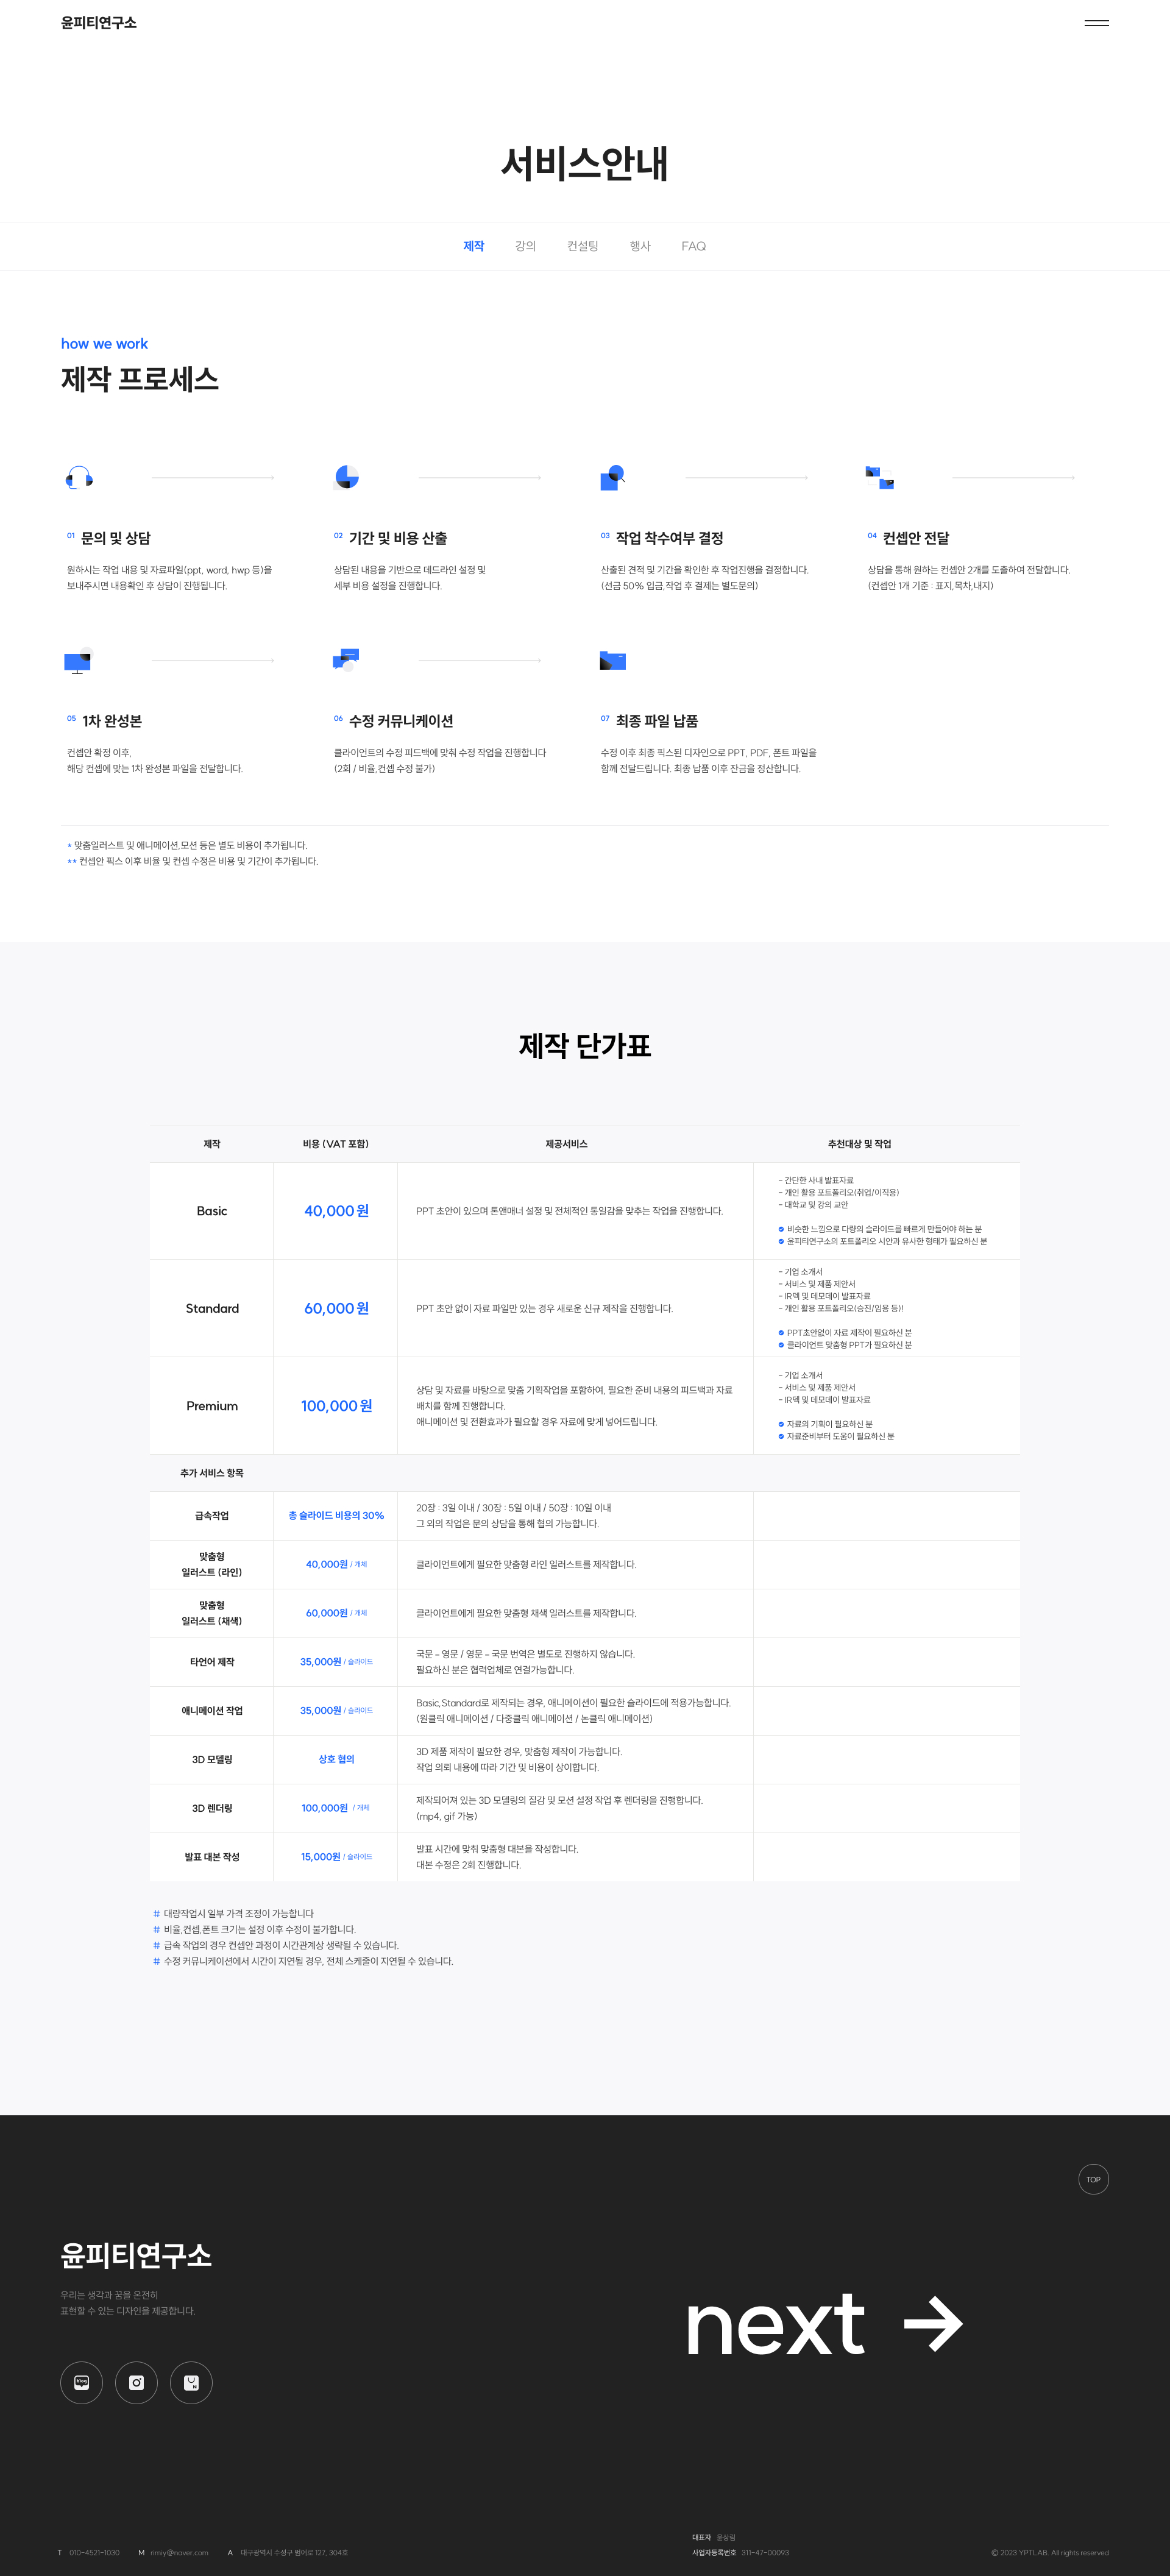 윤피티연구소
서비스안내
제작 강의 컨설팅 행사 FAQ
how we work
제작 프로세스
01 문의 및 상담
원하시는 작업 내용 및 자료파일(ppt, word, hwp 등)을
보내주시면 내용확인 후 상담이 진행됩니다.
02 기간 및 비용 산출
상담된 내용을 기반으로 데드라인 설정 및
세부 비용 설정을 진행합니다.
03 작업 착수여부 결정
산출된 견적 및 기간을 확인한 후 작업진행을 결정합니다.
(선금 50% 입금,작업 후 결제는 별도문의)
04 컨셉안 전달
상담을 통해 원하는 컨셉안 2개를 도출하여 전달합니다.
(컨셉안 1개 기준 : 표지,목차,내지)
05 1차 완성본
컨셉안 확정 이후,
해당 컨셉에 맞는 1차 완성본 파일을 전달합니다.
06 수정 커뮤니케이션
클라이언트의 수정 피드백에 맞춰 수정 작업을 진행합니다
(2회 / 비율,컨셉 수정 불가)
07 최종 파일 납품
수정 이후 최종 픽스된 디자인으로 PPT, PDF, 폰트 파일을
함께 전달드립니다. 최종 납품 이후 잔금을 정산합니다.
* 맞춤일러스트 및 애니메이션,모션 등은 별도 비용이 추가됩니다.
** 컨셉안 픽스 이후 비율 및 컨셉 수정은 비용 및 기간이 추가됩니다.
제작 단가표
제작 비용 (VAT 포함) 제공서비스 추천대상 및 작업
Basic
40,000 원
PPT 초안이 있으며 톤앤매너 설정 및 전체적인 통일감을 맞추는 작업을 진행합니다.
- 간단한 사내 발표자료
- 개인 활용 포트폴리오(취업/이직용)
- 대학교 및 강의 교안
비슷한 느낌으로 다량의 슬라이드를 빠르게 만들어야 하는 분
윤피티연구소의 포트폴리오 시안과 유사한 형태가 필요하신 분
Standard
60,000 원
PPT 초안 없이 자료 파일만 있는 경우 새로운 신규 제작을 진행합니다.
- 기업 소개서
- 서비스 및 제품 제안서
- IR덱 및 데모데이 발표자료
- 개인 활용 포트폴리오(승진/임용 등)!
PPT초안없이 자료 제작이 필요하신 분
클라이언트 맞춤형 PPT가 필요하신 분
Premium
100,000 원
상담 및 자료를 바탕으로 맞춤 기획작업을 포함하여, 필요한 준비 내용의 피드백과 자료
배치를 함께 진행합니다.
애니메이션 및 전환효과가 필요할 경우 자료에 맞게 넣어드립니다.
- 기업 소개서
- 서비스 및 제품 제안서
- IR덱 및 데모데이 발표자료
자료의 기획이 필요하신 분
자료준비부터 도움이 필요하신 분
추가 서비스 항목
급속작업
총 슬라이드 비용의 30%
20장 : 3일 이내 / 30장 : 5일 이내 / 50장 : 10일 이내
그 외의 작업은 문의 상담을 통해 협의 가능합니다.
맞춤형
일러스트 (라인)
40,000원 / 개체
클라이언트에게 필요한 맞춤형 라인 일러스트를 제작합니다.
맞춤형
일러스트 (채색)
60,000원 / 개체
클라이언트에게 필요한 맞춤형 채색 일러스트를 제작합니다.
타언어 제작
35,000원 / 슬라이드
국문 – 영문 / 영문 – 국문 번역은 별도로 진행하지 않습니다.
필요하신 분은 협력업체로 연결가능합니다.
애니메이션 작업
35,000원 / 슬라이드
Basic,Standard로 제작되는 경우, 애니메이션이 필요한 슬라이드에 적용가능합니다.
(원클릭 애니메이션 / 다중클릭 애니메이션 / 논클릭 애니메이션)
3D 모델링
상호 협의
3D 제품 제작이 필요한 경우, 맞춤형 제작이 가능합니다.
작업 의뢰 내용에 따라 기간 및 비용이 상이합니다.
3D 렌더링
100,000원 / 개체
제작되어져 있는 3D 모델링의 질감 및 모션 설정 작업 후 렌더링을 진행합니다.
(mp4, gif 가능)
발표 대본 작성
15,000원 / 슬라이드
발표 시간에 맞춰 맞춤형 대본을 작성합니다.
대본 수정은 2회 진행합니다.
# 대량작업시 일부 가격 조정이 가능합니다
# 비율,컨셉,폰트 크기는 설정 이후 수정이 불가합니다.
# 급속 작업의 경우 컨셉안 과정이 시간관계상 생략될 수 있습니다.
# 수정 커뮤니케이션에서 시간이 지연될 경우, 전체 스케줄이 지연될 수 있습니다.
TOP
윤피티연구소
우리는 생각과 꿈을 온전히
표현할 수 있는 디자인을 제공합니다.
next
blog
N
대표자 윤상림
T 010-4521-1030 M rimiy@naver.com A 대구광역시 수성구 범어로 127, 304호
사업자등록번호 311-47-00093
© 2023 YPTLAB. All rights reserved